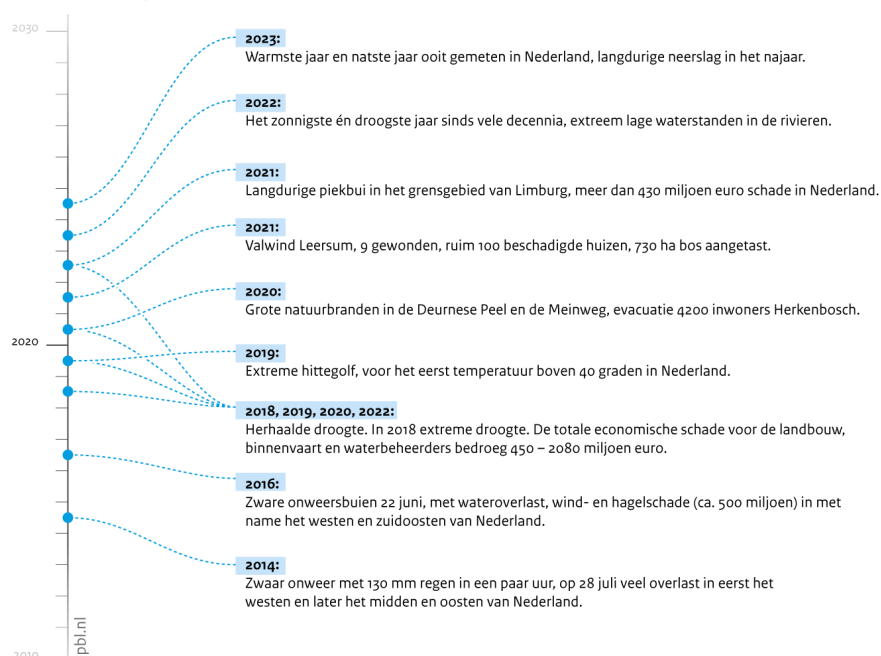 2030
2023:
Warmste jaar en natste jaar ooit gemeten in Nederland, langdurige neerslag in het najaar.
2022:
Het zonnigste én droogste jaar sinds vele decennia, extreem lage waterstanden in de rivieren.
2021:
Langdurige piekbui in het grensgebied van Limburg, meer dan 430 miljoen euro schade in Nederland.
2021:
Valwind Leersum, 9 gewonden, ruim 100 beschadigde huizen, 730 ha bos aangetast.
2020:
Grote natuurbranden in de Deurnese Peel en de Meinweg, evacuatie 4200 inwoners Herkenbosch.
2020
2019:
Extreme hittegolf, voor het eerst temperatuur boven 40 graden in Nederland.
2018, 2019, 2020, 2022:
Herhaalde droogte. In 2018 extreme droogte. De totale economische schade voor de landbouw,
binnenvaart en waterbeheerders bedroeg 450 – 2080 miljoen euro.
2016:
Zware onweersbuien 22 juni, met wateroverlast, wind- en hagelschade (ca. 500 miljoen) in met
name het westen en zuidoosten van Nederland.
2014:
Zwaar onweer met 130 mm regen in een paar uur, op 28 juli veel overlast in eerst het
westen en later het midden en oosten van Nederland.
pbl.nl
2010